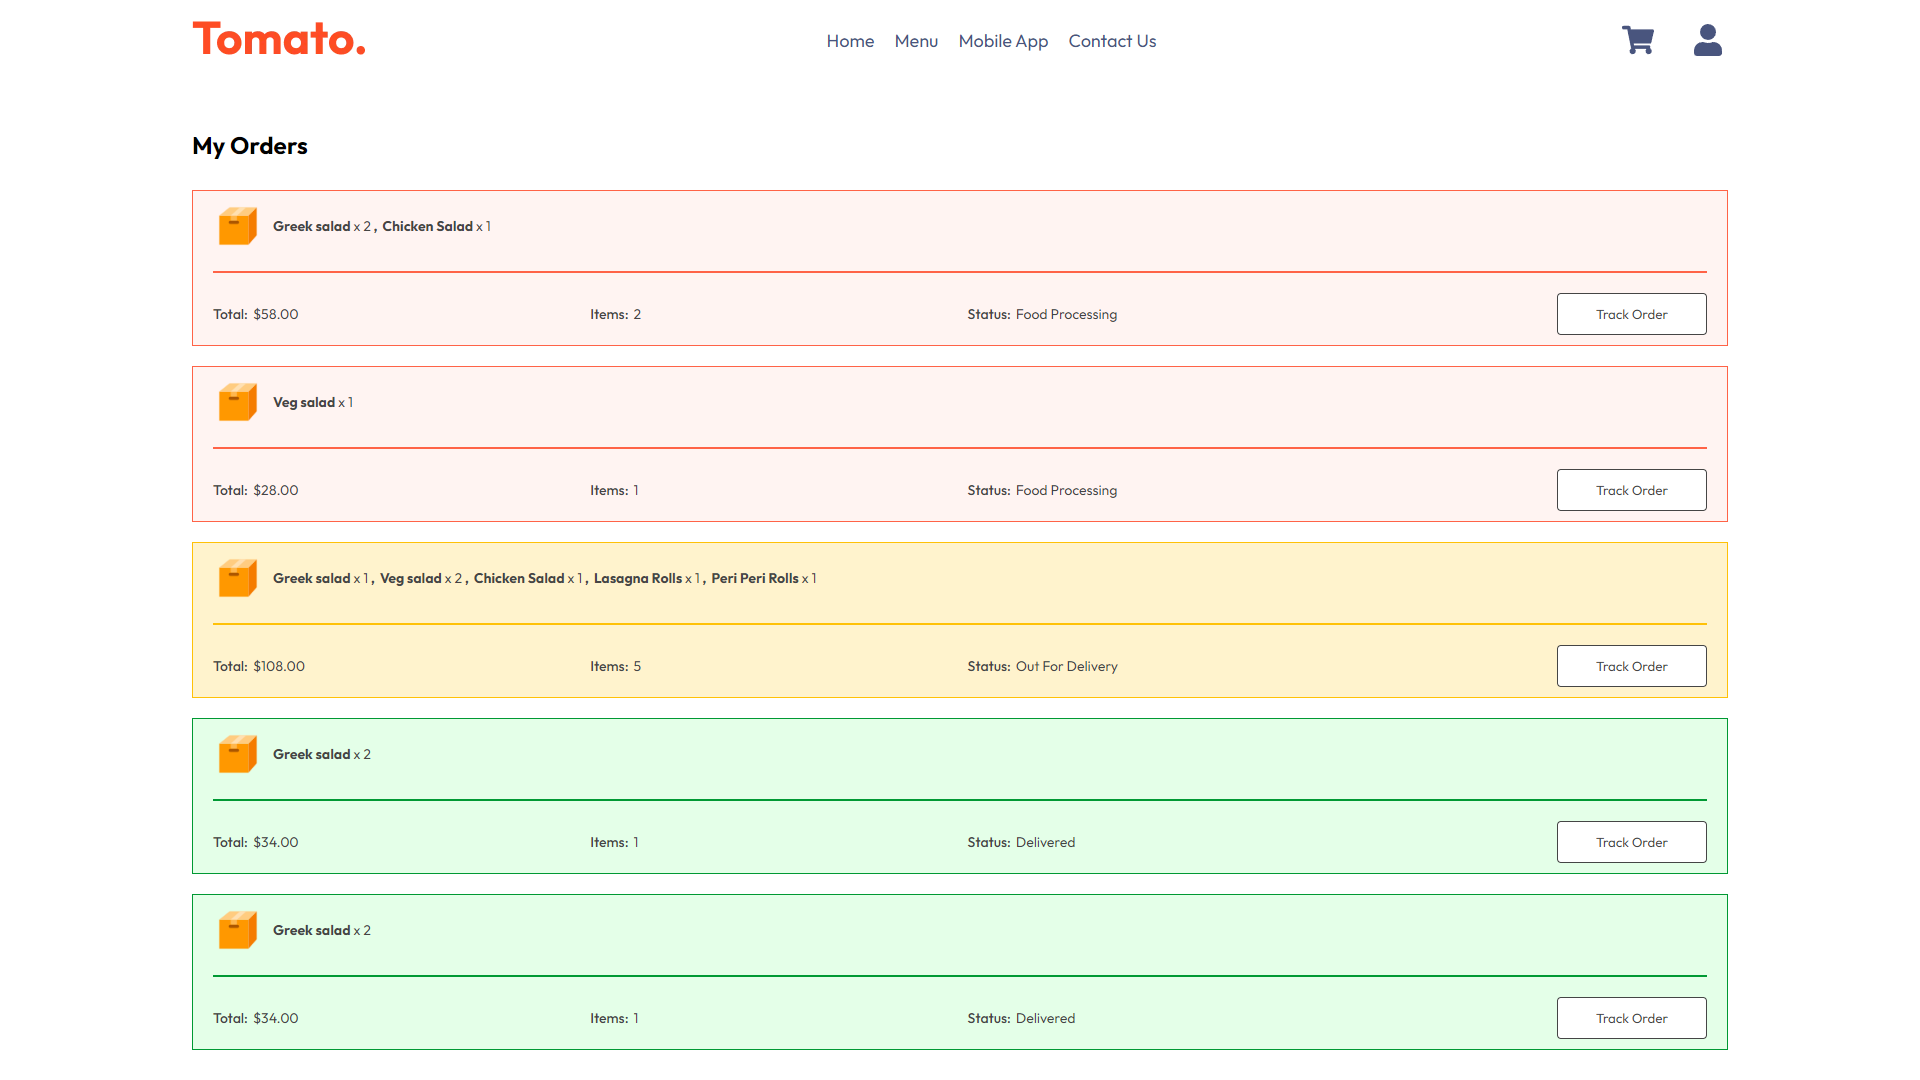 Tomato.
Home Menu Mobile App Contact Us
My Orders
Greek salad x 2 , Chicken Salad x 1
Total: $58.00 Items: 2 Status: Food Processing Track Order
Veg salad x 1
Total: $28.00 Items: 1 Status: Food Processing Track Order
Greek salad x 1 , Veg salad x 2 , Chicken Salad x 1 , Lasagna Rolls x 1 , Peri Peri Rolls x 1
Total: $108.00 Items: 5 Status: Out For Delivery Track Order
Greek salad x 2
Total: $34.00 Items: 1 Status: Delivered Track Order
Greek salad x 2
Total: $34.00 Items: 1 Status: Delivered Track Order